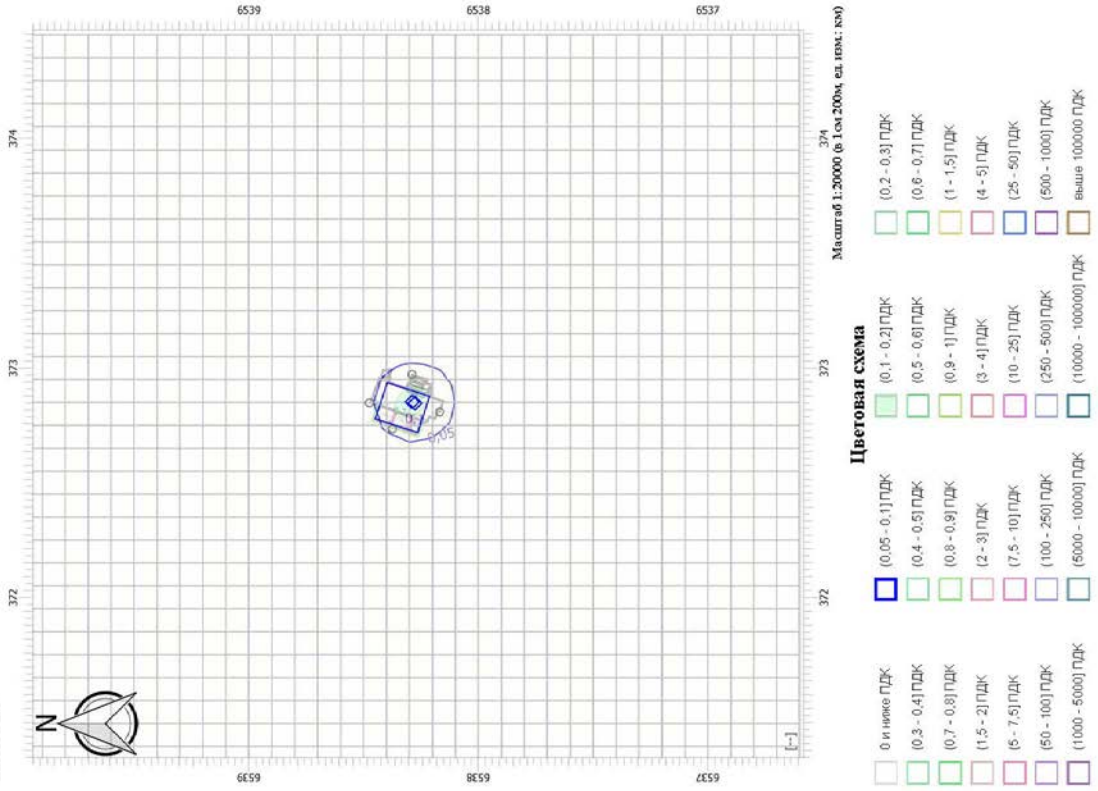 6539 6538 6537
374 374
373 373
372 372
6539 6538 6537
N
0,05
[--]
Масштаб 1:20000 (в 1см 200м, ед. изм.: км)
Цветовая схема
0 и ниже ПДК (0,05 - 0,1] ПДК (0,1 - 0,2] ПДК (0,2 - 0,3] ПДК
(0,3 - 0,4] ПДК (0,4 - 0,5] ПДК (0,5 - 0,6] ПДК (0,6 - 0,7] ПДК
(0,7 - 0,8] ПДК (0,8 - 0,9] ПДК (0,9 - 1] ПДК (1 - 1,5] ПДК
(1,5 - 2] ПДК (2 - 3] ПДК (3 - 4] ПДК (4 - 5] ПДК
(5 - 7,5] ПДК (7,5 - 10] ПДК (10 - 25] ПДК (25 - 50] ПДК
(50 - 100] ПДК (100 - 250] ПДК (250 - 500] ПДК (500 - 1000] ПДК
(1000 - 5000] ПДК (5000 - 10000] ПДК (10000 - 100000] ПДК выше 100000 ПДК